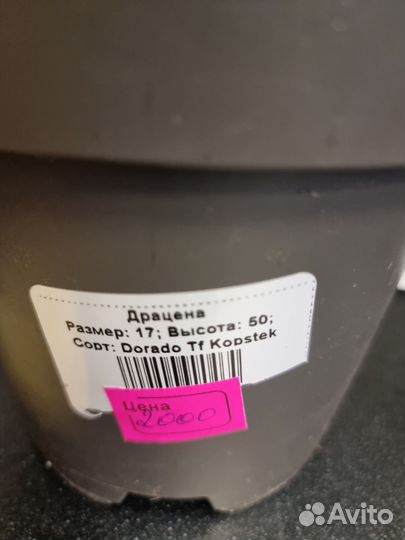 Драцена
Размер: 17; Высота: 50;
Сорт: Dorado Tf Kopstek
Цена
2000
Avito